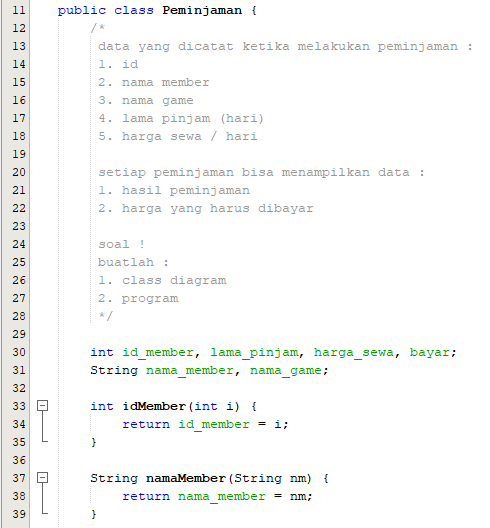 11 public class Peminjaman {
12 /*
13 data yang dicatat ketika melakukan peminjaman :
14 1. id
15 2. nama member
16 3. nama game
17 4. lama pinjam (hari)
18 5. harga sewa / hari
19
20 setiap peminjaman bisa menampilkan data :
21 1. hasil peminjaman
22 2. harga yang harus dibayar
23
24 soal !
25 buatlah :
26 1. class diagram
27 2. program
28 */
29
30 int id_member, lama_pinjam, harga_sewa, bayar;
31 String nama_member, nama_game;
32
33 int idMember(int i) {
34 return id_member = i;
35 }
36
37 String namaMember(String nm) {
38 return nama_member = nm;
39 }